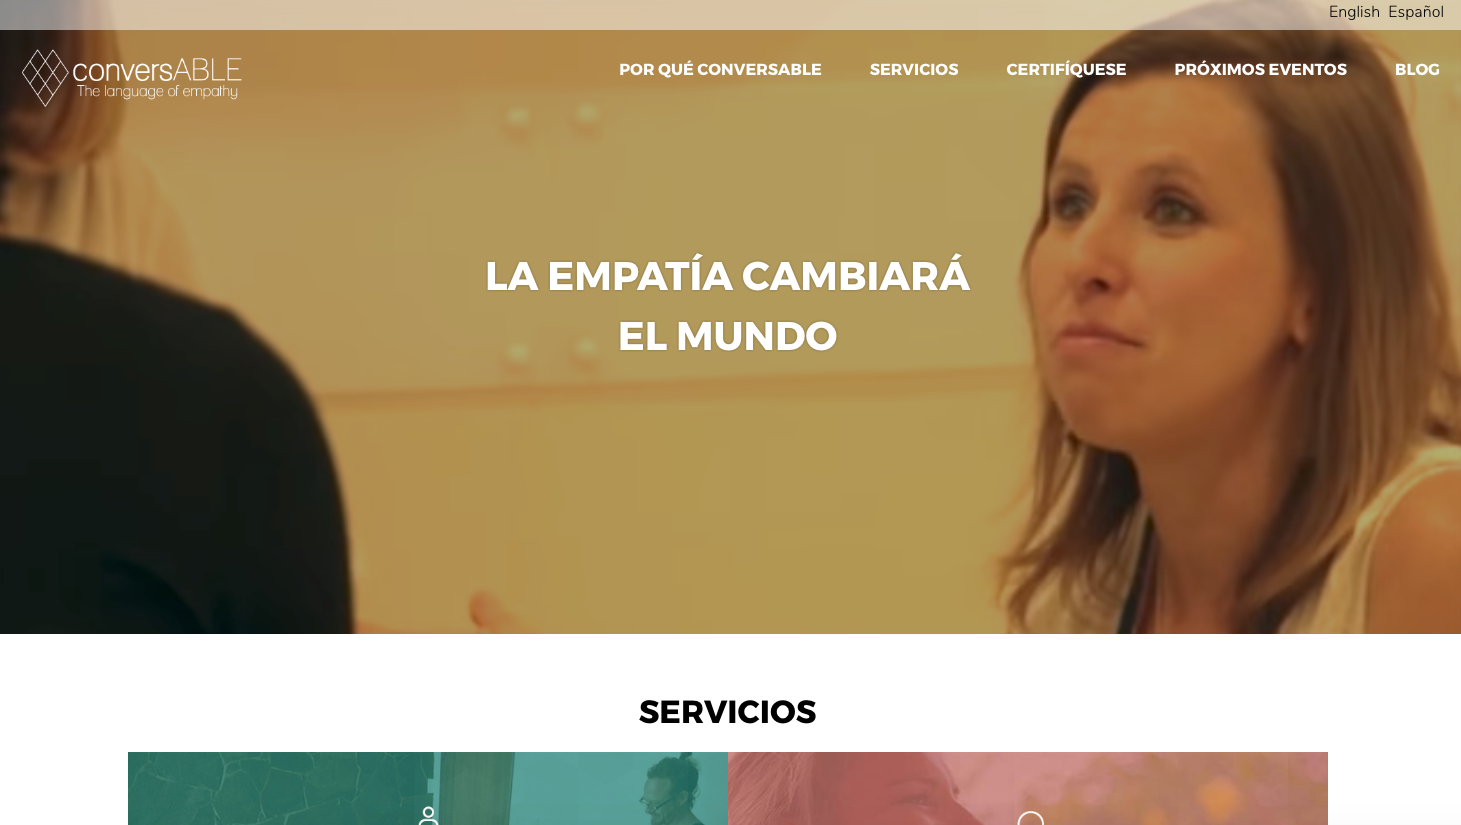 English Español
conversABLE
The language of empathy
POR QUÉ CONVERSABLE SERVICIOS CERTIFÍQUESE PRÓXIMOS EVENTOS BLOG
LA EMPATÍA CAMBIARÁ
EL MUNDO
SERVICIOS